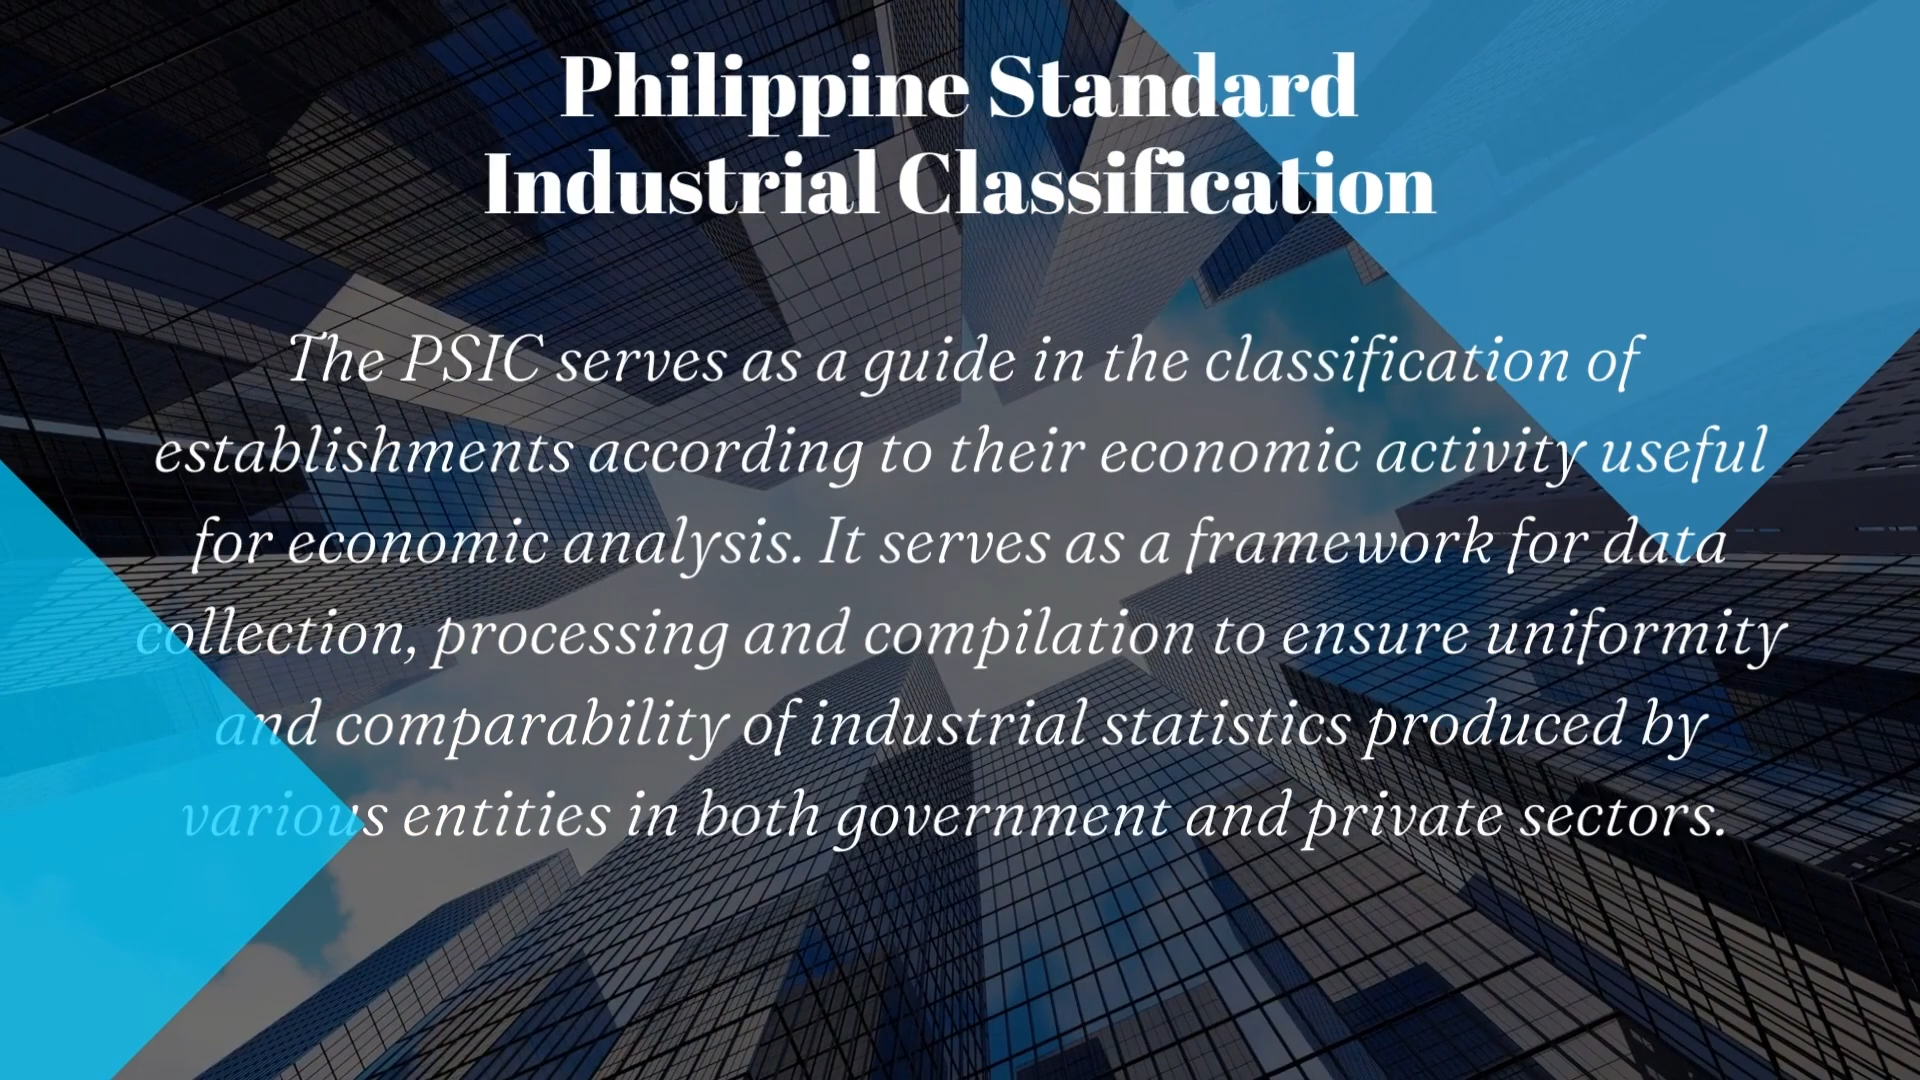 Philippine Standard
Industrial Classification
The PSIC serves as a guide in the classification of
establishments according to their economic activity useful
for economic analysis. It serves as a framework for data
collection, processing and compilation to ensure uniformity
and comparability of industrial statistics produced by
various entities in both government and private sectors.